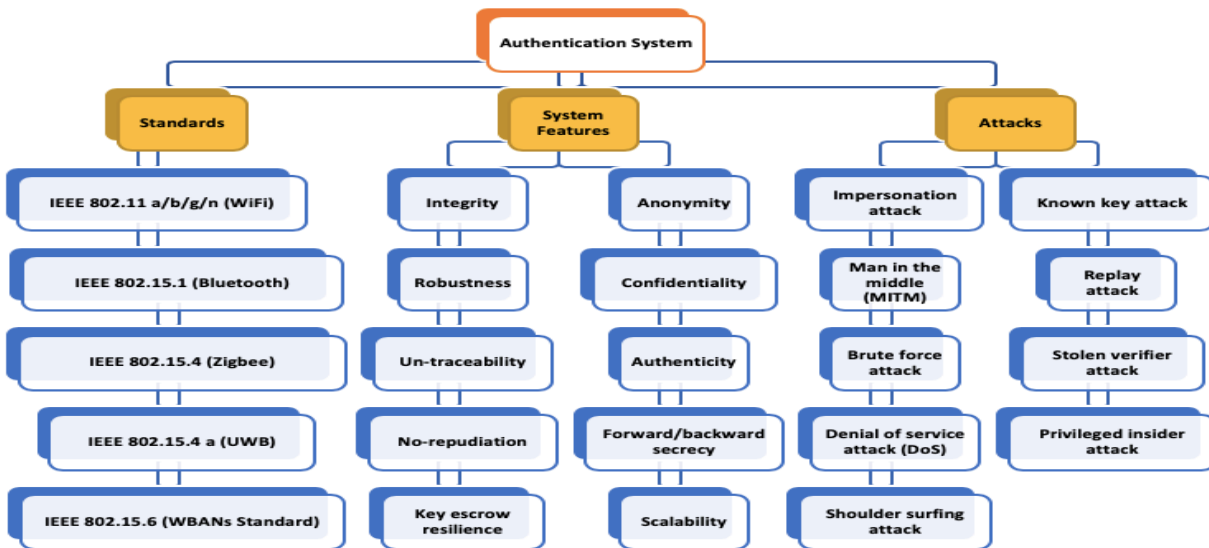 Authentication System
Standards
System
Features
Attacks
IEEE 802.11 a/b/g/n (WiFi)
IEEE 802.15.1 (Bluetooth)
IEEE 802.15.4 (Zigbee)
IEEE 802.15.4 a (UWB)
IEEE 802.15.6 (WBANs Standard)
Integrity
Robustness
Un-traceability
No-repudiation
Key escrow
resilience
Anonymity
Confidentiality
Authenticity
Forward/backward
secrecy
Scalability
Impersonation
attack
Man in the
middle
(MITM)
Brute force
attack
Denial of service
attack (DoS)
Shoulder surfing
attack
Known key attack
Replay
attack
Stolen verifier
attack
Privileged insider
attack